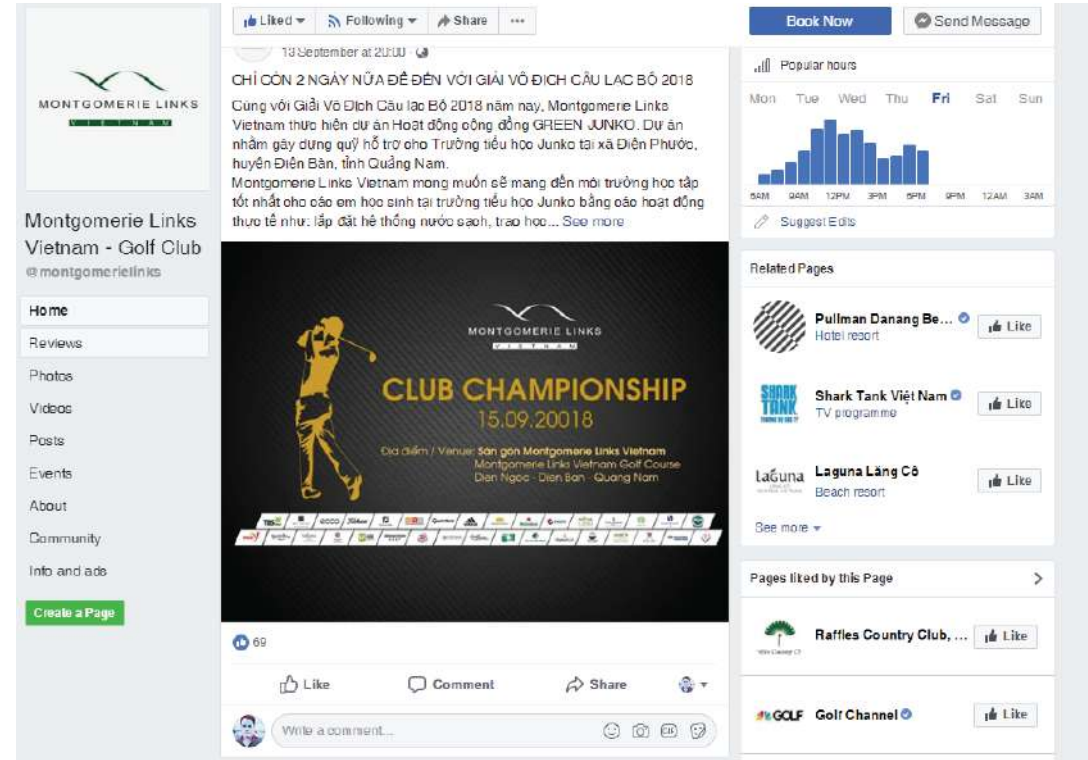 MONTGOMERIE LINKS
VIETNAM
Montgomerie Links
Vietnam - Golf Club
@montgomerielinks
Home
Reviews
Photos
Videos
Posts
Events
About
Community
Info and ads
Create a Page
Liked
Following
Share
13 September at 20:00
CHỈ CÒN 2 NGÀY NỮA ĐỂ ĐẾN VỚI GIẢI VÔ ĐỊCH CÂU LẠC BỘ 2018
Cùng với Giải Vô Địch Câu lạc Bộ 2018 năm nay, Montgomerie Links
Vietnam thực hiện dự án Hoạt động cộng đồng GREEN JUNKO. Dự án
nhằm gây dựng quỹ hỗ trợ cho Trường tiểu học Junko tại xã Điện Phước,
huyện Điện Bàn, tỉnh Quảng Nam.
Montgomerie Links Vietnam mong muốn sẽ mang đến môi trường học tập
tốt nhất cho các em học sinh tại trường tiểu học Junko bằng các hoạt động
thực tế như: lắp đặt hệ thống nước sạch, trao học... See more
MONTGOMERIE LINKS
VIETNAM
CLUB CHAMPIONSHIP
15.09.20018
Địa điểm / Venue: Sân gôn Montgomerie Links Vietnam
Montgomerie Links Vietnam Golf Course
Dien Ngoc - Dien Ban - Quang Nam
ecco
69
Like
Comment
Share
Write a comment...
GIF
Book Now
Send Message
Popular hours
Mon Tue Wed Thu Fri Sat Sun
6AM 9AM 12PM 3PM 6PM 9PM 12AM 3AM
Suggest Edits
Related Pages
Pullman Danang Be...
Hotel resort
Like
SHARK
TANK
Shark Tank Việt Nam
TV programme
Like
Laguna
Laguna Lăng Cô
Beach resort
Like
See more
Pages liked by this Page
Raffles Country Club, ...
Like
GOLF
Golf Channel
Like